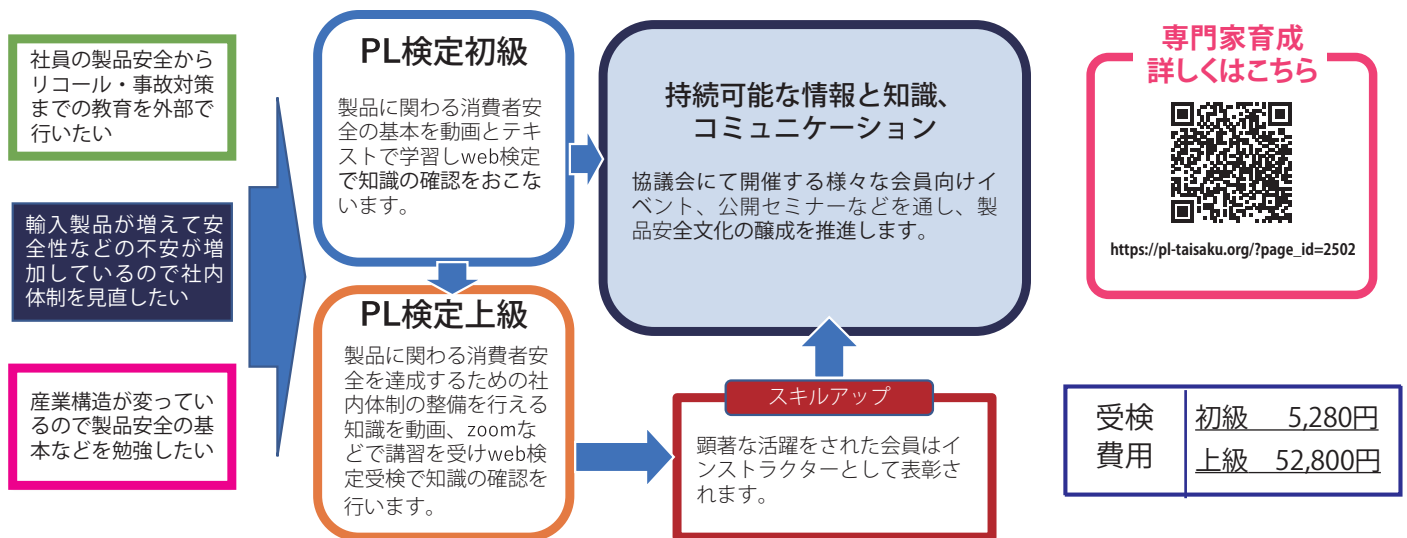 社員の製品安全から
リコール・事故対策
までの教育を外部で
行いたい
輸入製品が増えて安
全性などの不安が増
加しているので社内
体制を見直したい
産業構造が変ってい
るので製品安全の基
本などを勉強したい
PL検定初級
製品に関わる消費者安
全の基本を動画とテキ
ストで学習しweb検定
で知識の確認をおこな
います。
PL検定上級
製品に関わる消費者安
全を達成するための社
内体制の整備を行える
知識を動画、zoomな
どで講習を受けweb検
定受検で知識の確認を
行います。
持続可能な情報と知識、
コミュニケーション
協議会にて開催する様々な会員向けイ
ベント、公開セミナーなどを通し、製
品安全文化の醸成を推進します。
スキルアップ
顕著な活躍をされた会員はイ
ンストラクターとして表彰さ
れます。
専門家育成
詳しくはこちら
https://pl-taisaku.org/?page_id=2502
受検
費用
初級 5,280円
上級 52,800円